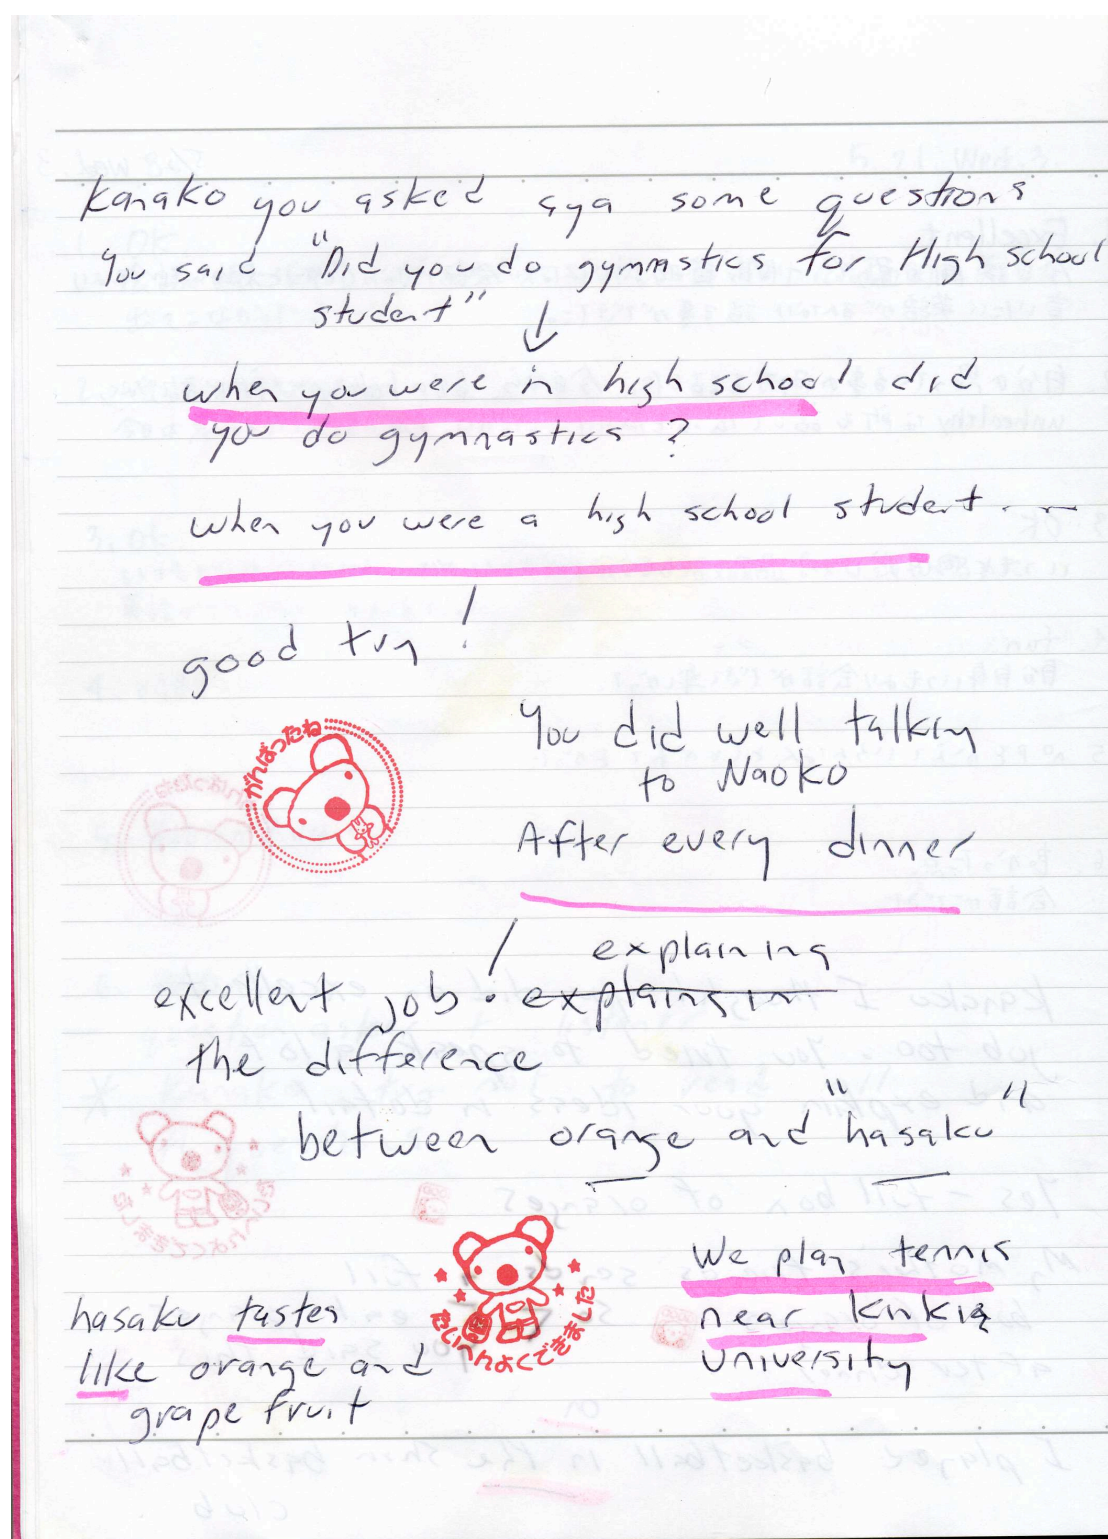 Kanako you asked aya some questions
You said "Did you do gymnastics for High school
student"
↓
when you were in high school did
you do gymnastics ?
when you were a high school student...
good try !
がんばったね
You did well talking
to Naoko
After every dinner
excellent job ! explaining
explainsin
the difference
between orange and "hasaku"
たいへんよくできました
hasaku tastes
like orange and
grape fruit
We play tennis
near Kinkia
University